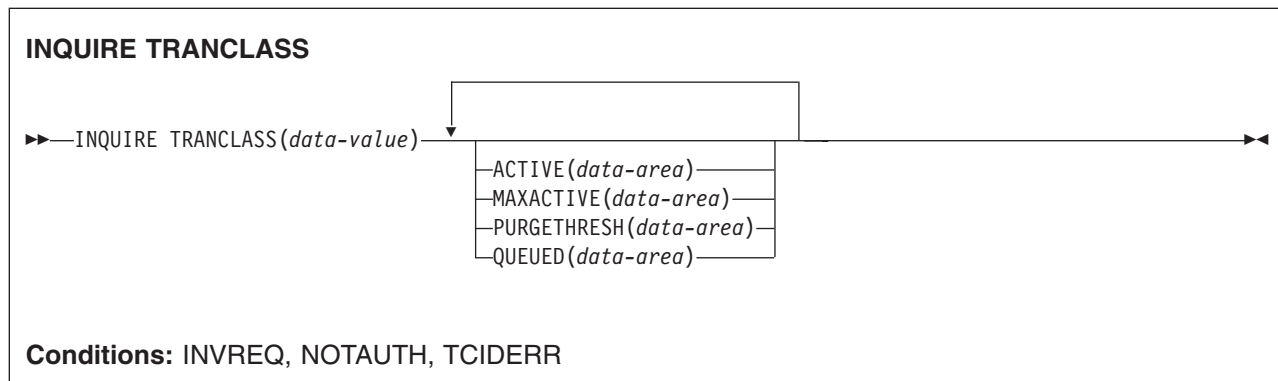 INQUIRE TRANCLASS
INQUIRE TRANCLASS(data-value)
ACTIVE(data-area)
MAXACTIVE(data-area)
PURGETHRESH(data-area)
QUEUED(data-area)
Conditions: INVREQ, NOTAUTH, TCIDERR